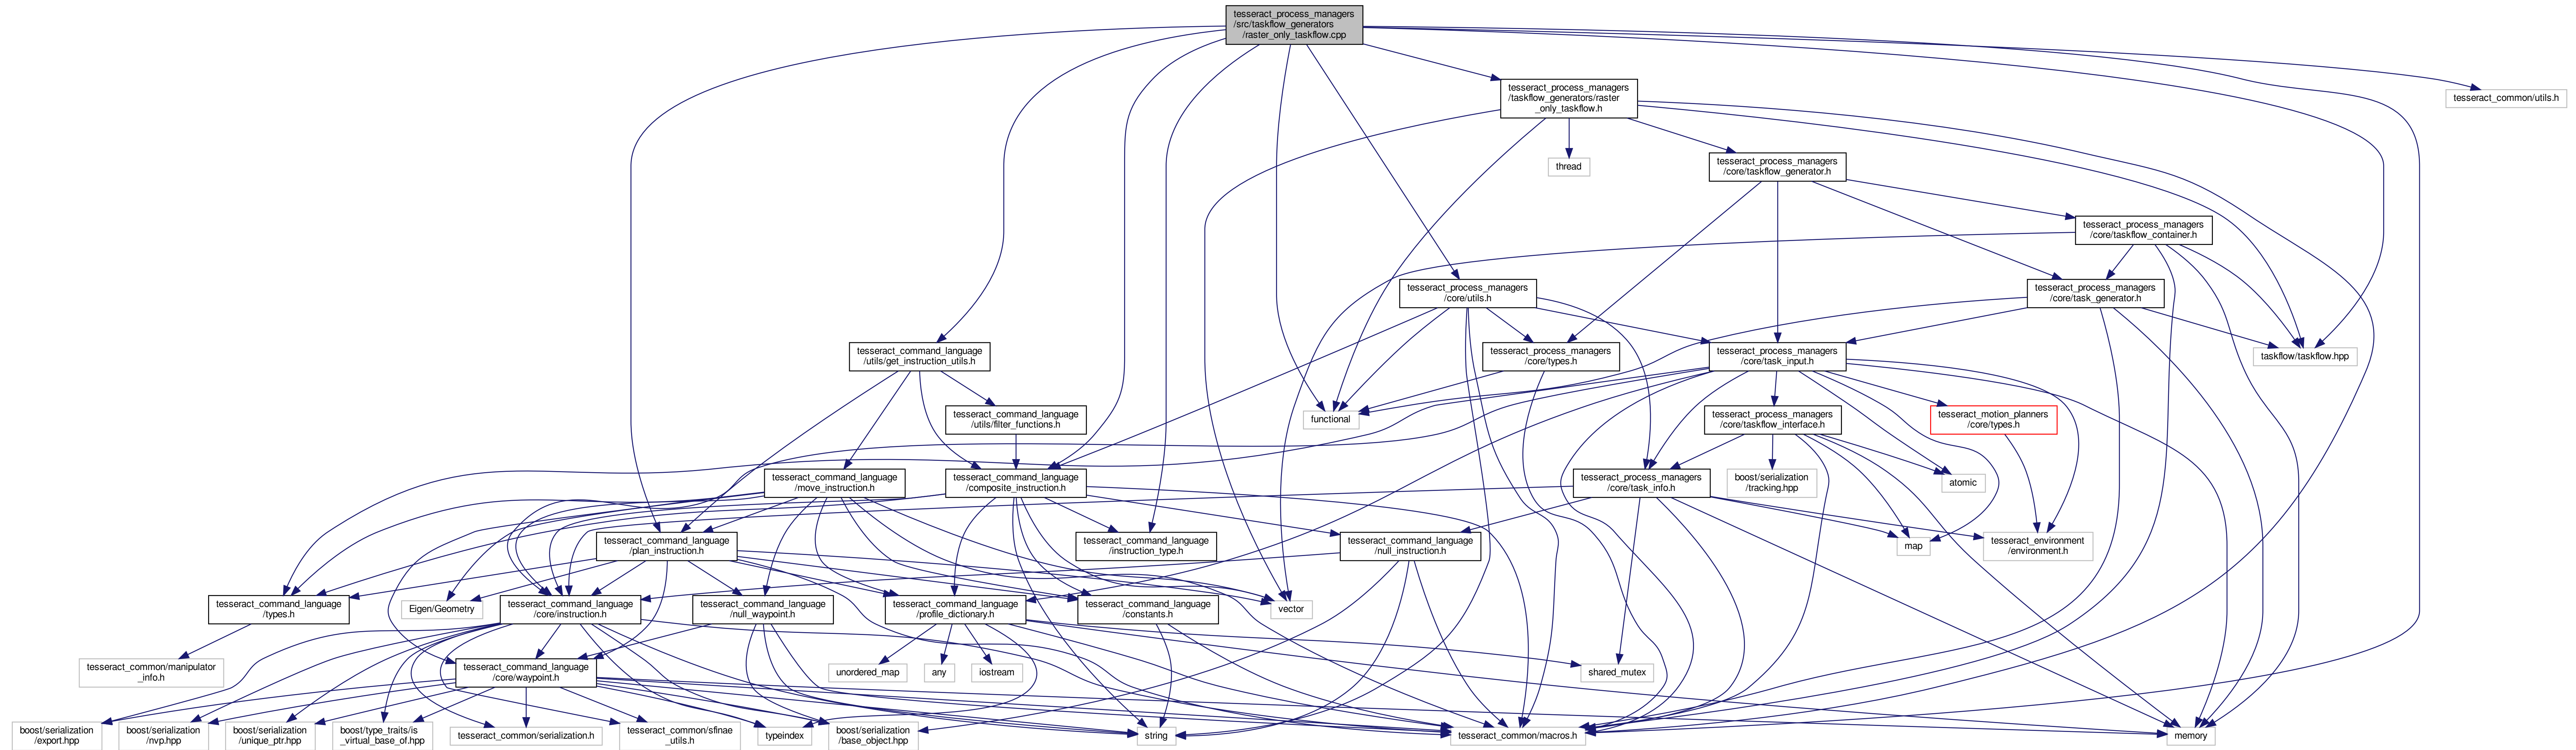 tesseract_process_managers
/src/taskflow_generators
/raster_only_taskflow.cpp
tesseract_process_managers
/taskflow_generators/raster
_only_taskflow.h
tesseract_common/utils.h
thread
tesseract_process_managers
/core/taskflow_generator.h
tesseract_process_managers
/core/taskflow_container.h
tesseract_process_managers
/core/utils.h
tesseract_process_managers
/core/task_generator.h
tesseract_command_language
/utils/get_instruction_utils.h
tesseract_process_managers
/core/types.h
tesseract_process_managers
/core/task_input.h
taskflow/taskflow.hpp
tesseract_command_language
/utils/filter_functions.h
functional
tesseract_process_managers
/core/taskflow_interface.h
tesseract_motion_planners
/core/types.h
tesseract_command_language
/move_instruction.h
tesseract_command_language
/composite_instruction.h
tesseract_process_managers
/core/task_info.h
boost/serialization
/tracking.hpp
atomic
tesseract_command_language
/plan_instruction.h
tesseract_command_language
/instruction_type.h
tesseract_command_language
/null_instruction.h
map
tesseract_environment
/environment.h
tesseract_command_language
/types.h
Eigen/Geometry
tesseract_command_language
/core/instruction.h
tesseract_command_language
/null_waypoint.h
tesseract_command_language
/profile_dictionary.h
tesseract_command_language
/constants.h
vector
tesseract_common/manipulator
_info.h
tesseract_command_language
/core/waypoint.h
unordered_map
any
iostream
shared_mutex
boost/serialization
/export.hpp
boost/serialization
/nvp.hpp
boost/serialization
/unique_ptr.hpp
boost/type_traits/is
_virtual_base_of.hpp
tesseract_common/serialization.h
tesseract_common/sfinae
_utils.h
typeindex
boost/serialization
/base_object.hpp
string
tesseract_common/macros.h
memory